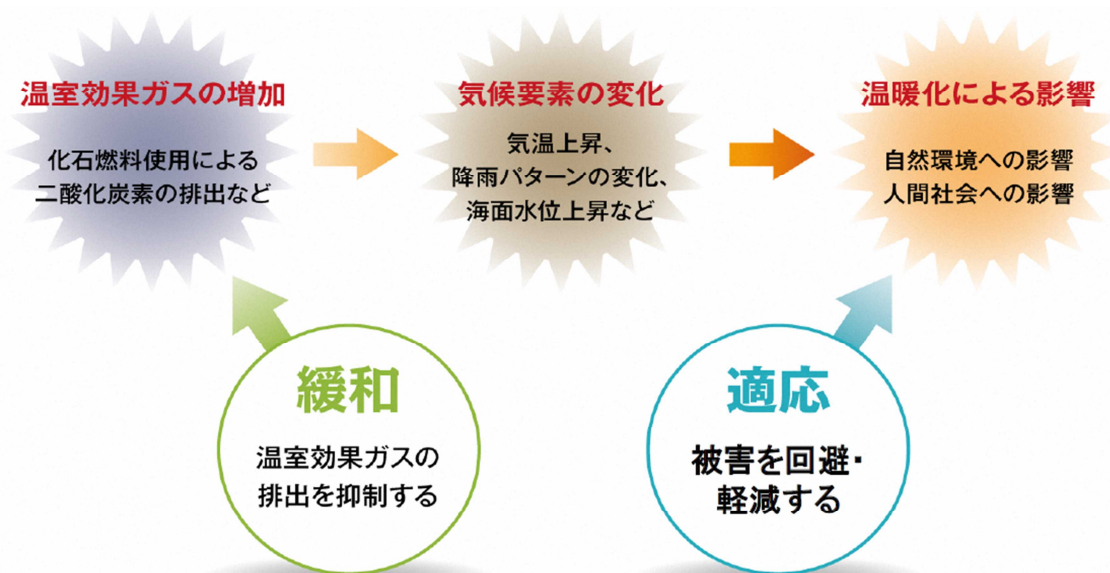 温室効果ガスの増加
化石燃料使用による
二酸化炭素の排出など
気候要素の変化
気温上昇、
降雨パターンの変化、
海面水位上昇など
温暖化による影響
自然環境への影響
人間社会への影響
緩和
温室効果ガスの
排出を抑制する
適応
被害を回避・
軽減する